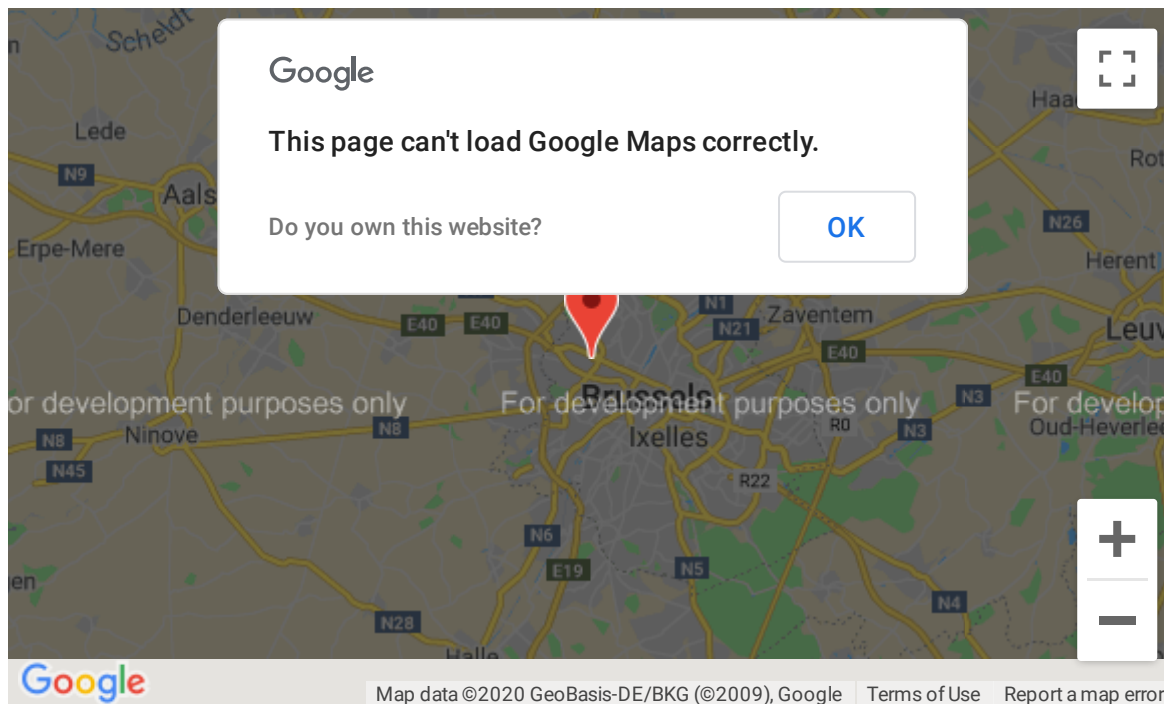 Scheldt
Google
This page can't load Google Maps correctly.
Do you own this website?
OK
Lede
N9
Aals
Erpe-Mere
Haa
Rot
N26
Herent
Denderleeuw
E40
E40
N1
N21
Zaventem
E40
Leuv
E40
or development purposes only
Brussels
For development purposes only
N3
For develop
N8
Ninove
N8
Ixelles
R0
N3
Oud-Heverlee
N45
R22
N6
E19
N5
en
N4
N28
Halle
Google
Map data ©2020 GeoBasis-DE/BKG (©2009), Google
Terms of Use
Report a map error